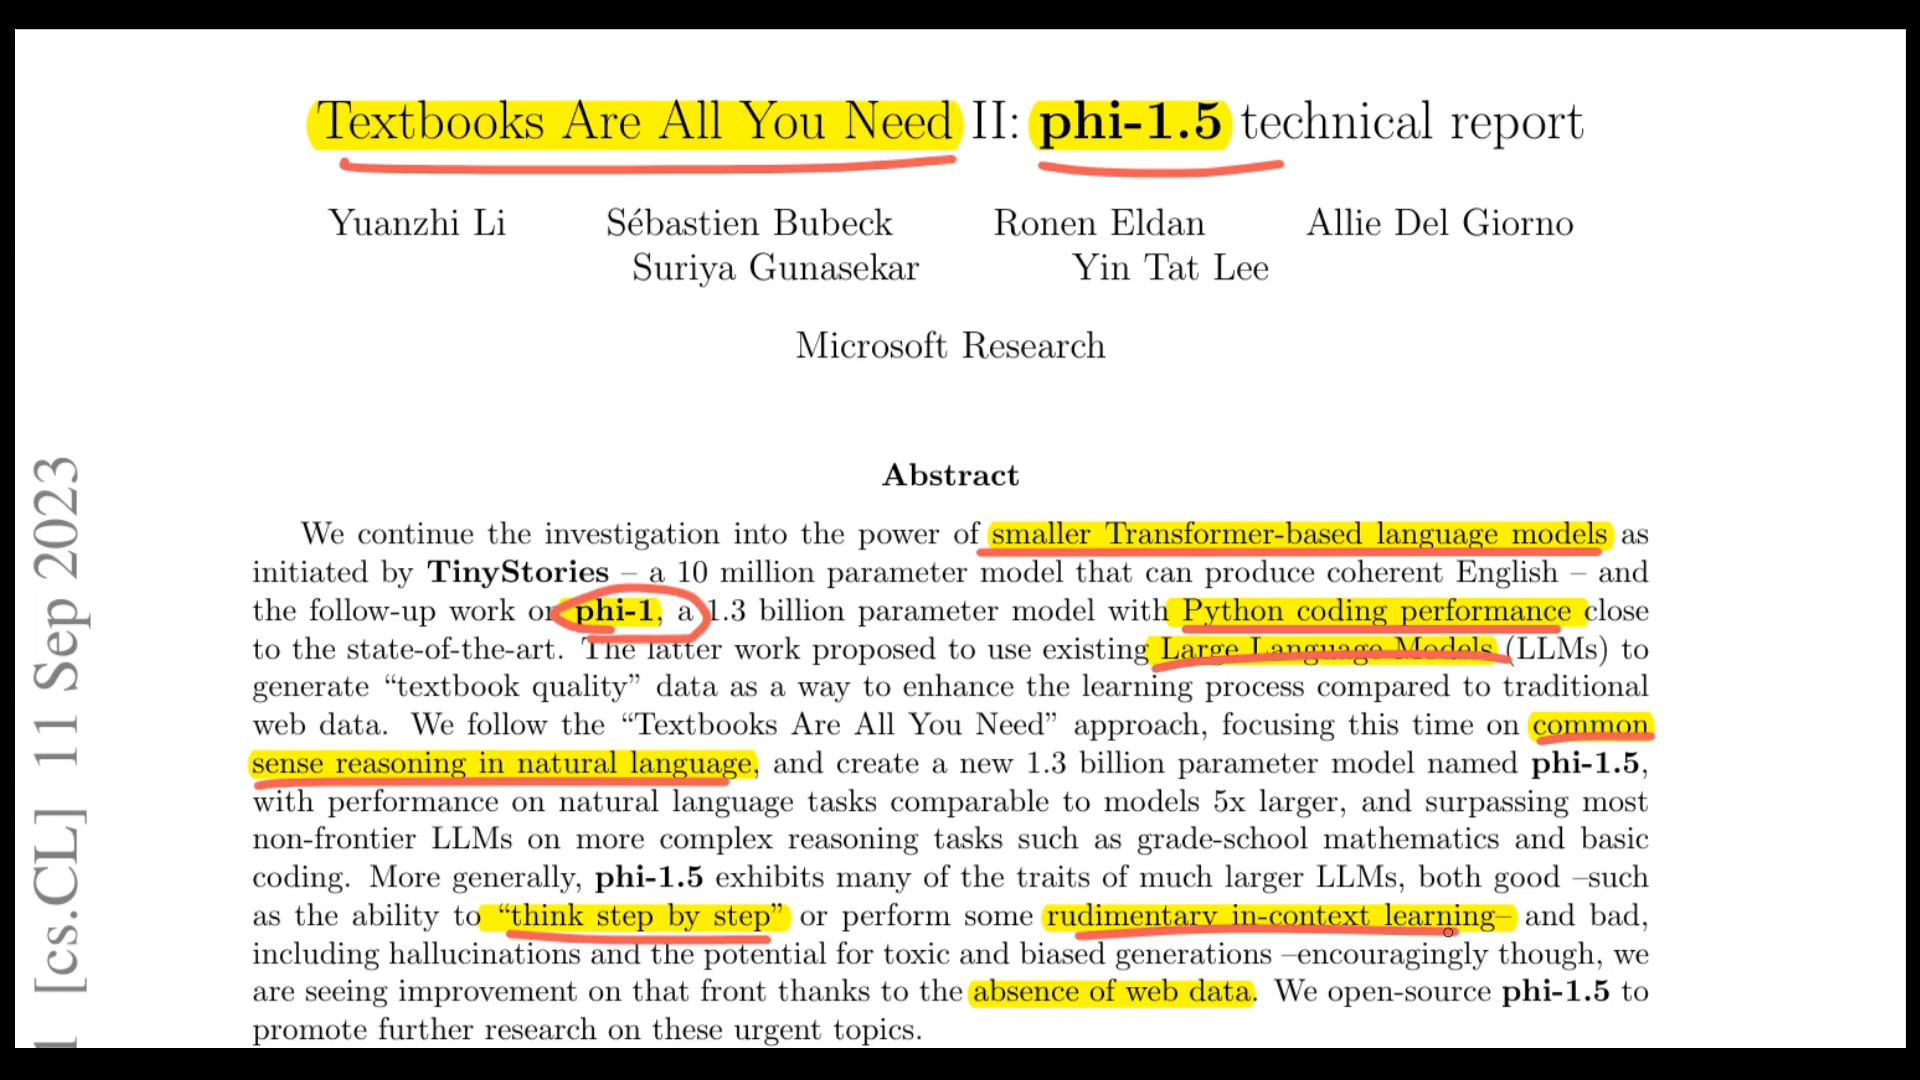 Textbooks Are All You Need II: phi-1.5 technical report
Yuanzhi Li Sébastien Bubeck Ronen Eldan Allie Del Giorno
Suriya Gunasekar Yin Tat Lee
Microsoft Research
Abstract
We continue the investigation into the power of smaller Transformer-based language models as
initiated by TinyStories – a 10 million parameter model that can produce coherent English – and
the follow-up work on phi-1, a 1.3 billion parameter model with Python coding performance close
to the state-of-the-art. The latter work proposed to use existing Large Language Models (LLMs) to
generate “textbook quality” data as a way to enhance the learning process compared to traditional
web data. We follow the “Textbooks Are All You Need” approach, focusing this time on common
sense reasoning in natural language, and create a new 1.3 billion parameter model named phi-1.5,
with performance on natural language tasks comparable to models 5x larger, and surpassing most
non-frontier LLMs on more complex reasoning tasks such as grade-school mathematics and basic
coding. More generally, phi-1.5 exhibits many of the traits of much larger LLMs, both good –such
as the ability to “think step by step” or perform some rudimentary in-context learning– and bad,
including hallucinations and the potential for toxic and biased generations –encouragingly though, we
are seeing improvement on that front thanks to the absence of web data. We open-source phi-1.5 to
promote further research on these urgent topics.
[cs.CL] 11 Sep 2023